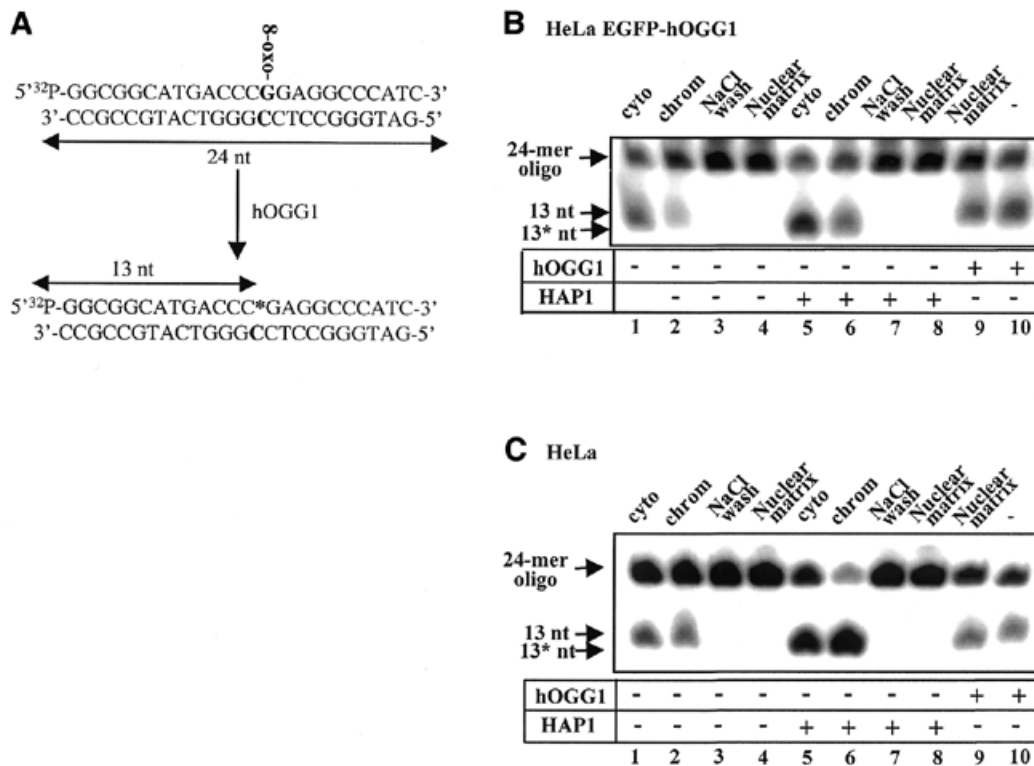 A
8-oxo-
5'³²P-GGCGGCATGACCCGGAGGCCCATC-3'
3'-CCGCCGTACTGGGCCTCCGGGTAG-5'
24 nt
hOGG1
13 nt
5'³²P-GGCGGCATGACCC*GAGGCCCATC-3'
3'-CCGCCGTACTGGGCCTCCGGGTAG-5'
B HeLa EGFP-hOGG1
cyto chrom NaCl wash Nuclear matrix cyto chrom NaCl wash Nuclear matrix Nuclear matrix -
24-mer
oligo
13 nt
13* nt
hOGG1 - - - - - - - - + +
HAP1 - - - + + + + - -
1 2 3 4 5 6 7 8 9 10
C HeLa
cyto chrom NaCl wash Nuclear matrix cyto chrom NaCl wash Nuclear matrix Nuclear matrix -
24-mer
oligo
13 nt
13* nt
hOGG1 - - - - - - - - + +
HAP1 - - - - + + + + - -
1 2 3 4 5 6 7 8 9 10